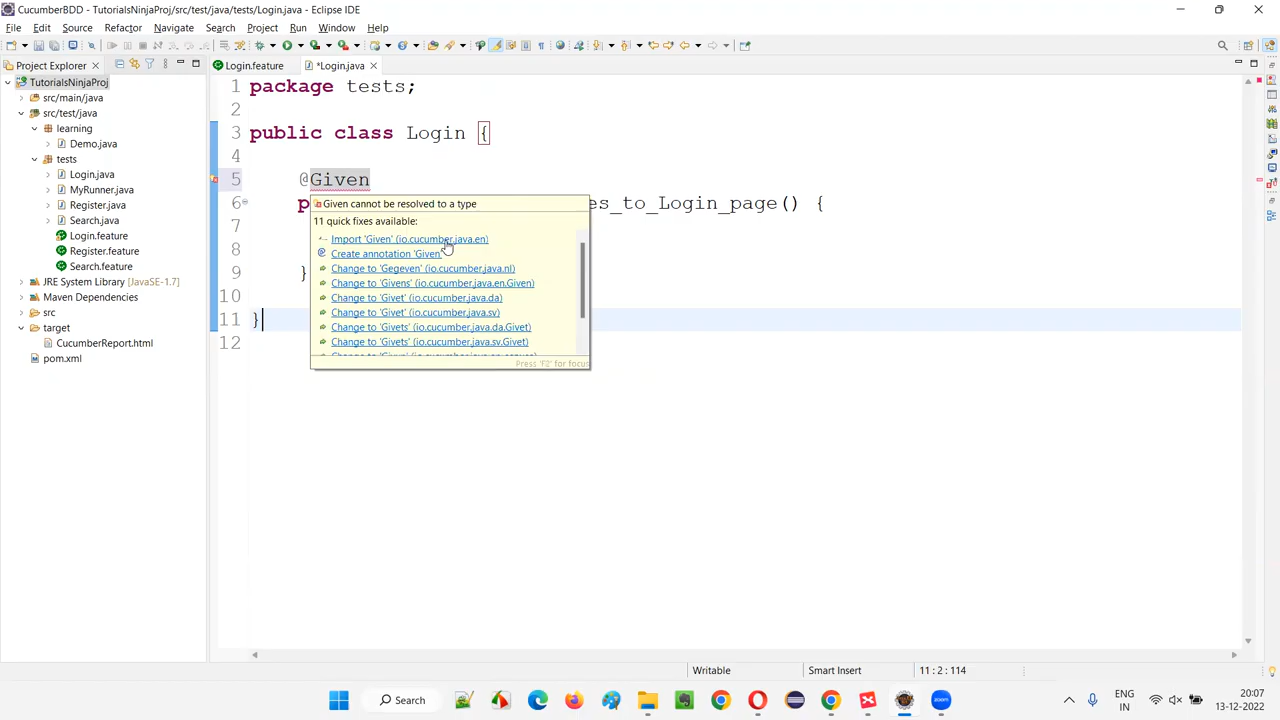 CucumberBDD - TutorialsNinjaProj/src/test/java/tests/Login.java - Eclipse IDE
File Edit Source Refactor Navigate Search Project Run Window Help
Project Explorer
Login.feature
*Login.java
TutorialsNinjaProj
src/main/java
src/test/java
learning
Demo.java
tests
Login.java
MyRunner.java
Register.java
Search.java
Login.feature
Register.feature
Search.feature
JRE System Library [JavaSE-1.7]
Maven Dependencies
src
target
CucumberReport.html
pom.xml
1 package tests;
2
3 public class Login {
4
5 @Given
6 p es_to_Login_page() {
7
8
9 }
10
11 }
12
Given cannot be resolved to a type
11 quick fixes available:
Import 'Given' (io.cucumber.java.en)
Create annotation 'Given'
Change to 'Gegeven' (io.cucumber.java.nl)
Change to 'Givens' (io.cucumber.java.en.Given)
Change to 'Givet' (io.cucumber.java.da)
Change to 'Givet' (io.cucumber.java.sv)
Change to 'Givets' (io.cucumber.java.da.Givet)
Change to 'Givets' (io.cucumber.java.sv.Givet)
Press 'F2' for focus
Writable
Smart Insert
11 : 2 : 114
Search
ENG
IN
20:07
13-12-2022